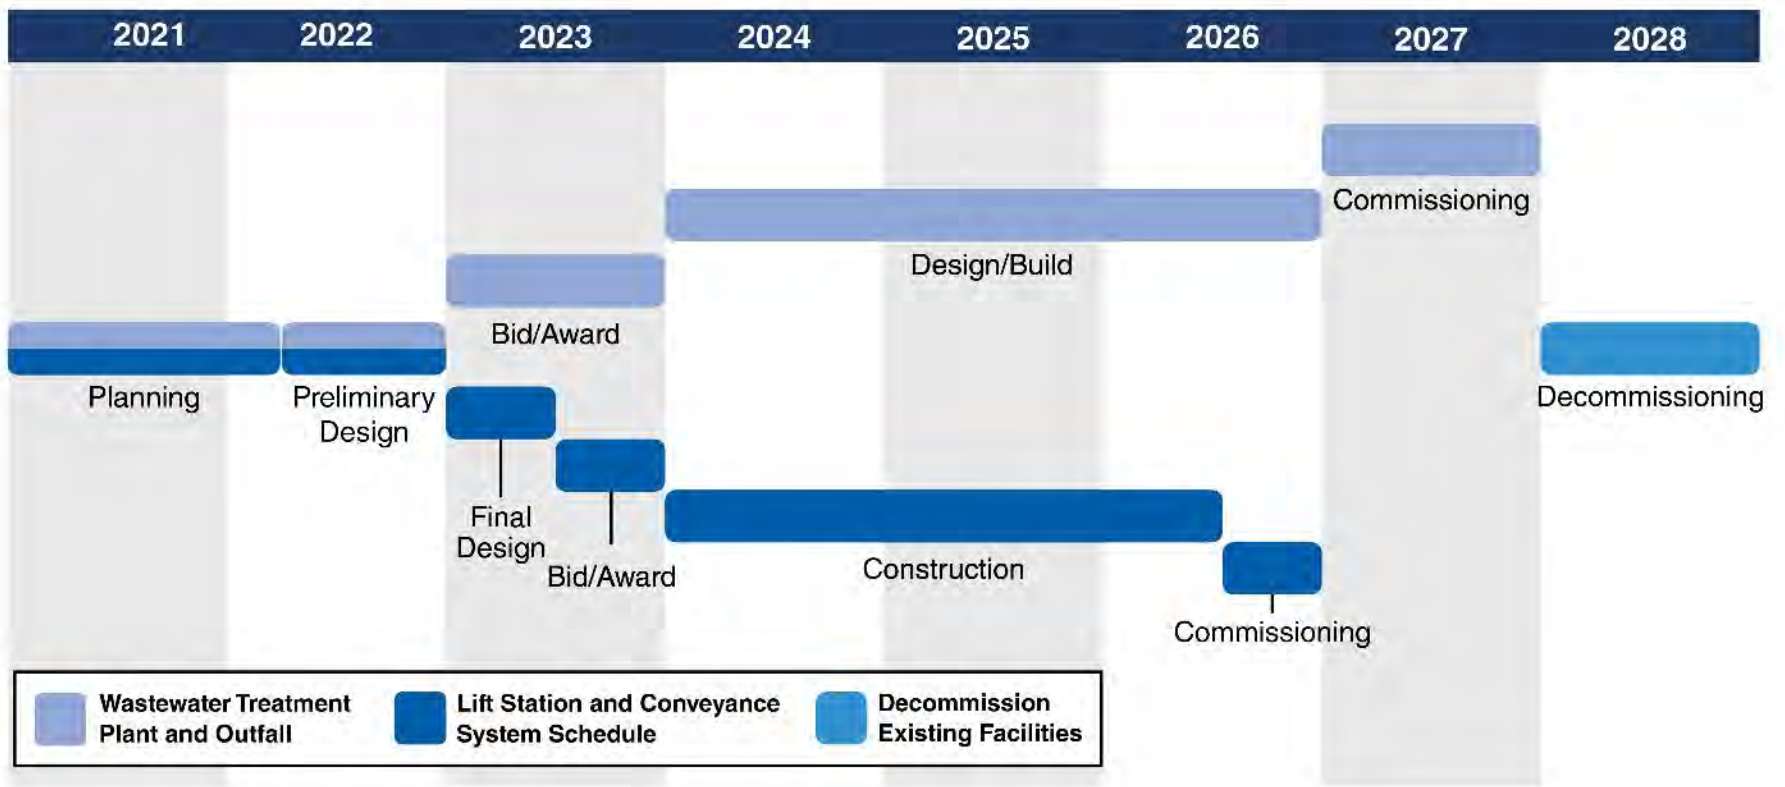 2021 2022 2023 2024 2025 2026 2027 2028
Commissioning
Design/Build
Bid/Award
Planning
Preliminary
Design
Decommissioning
Final
Design
Bid/Award
Construction
Commissioning
Wastewater Treatment
Plant and Outfall
Lift Station and Conveyance
System Schedule
Decommission
Existing Facilities